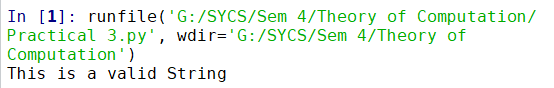 In [1]: runfile('G:/SYCS/Sem 4/Theory of Computation/
Practical 3.py', wdir='G:/SYCS/Sem 4/Theory of
Computation')
This is a valid String